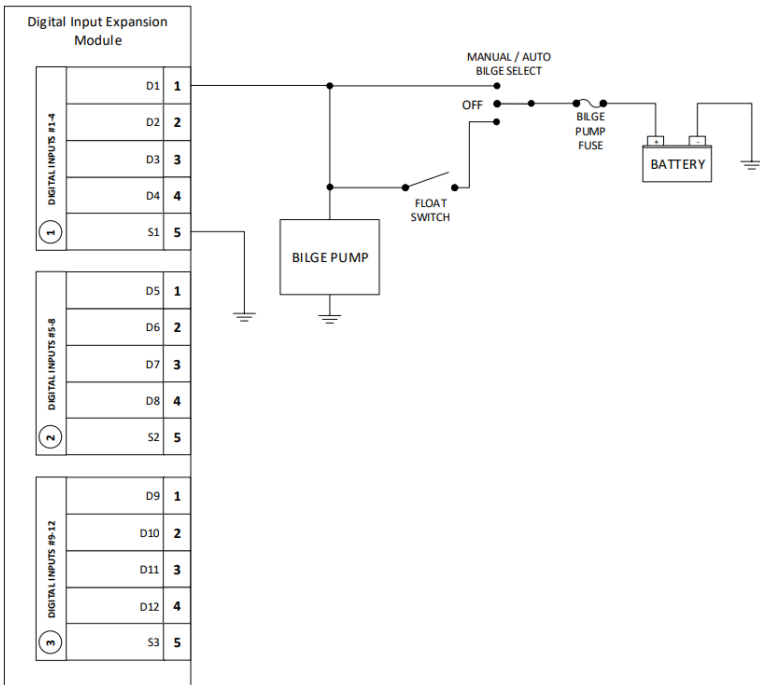 Digital Input Expansion
Module
DIGITAL INPUTS #1-4
1
D1 1
D2 2
D3 3
D4 4
S1 5
DIGITAL INPUTS #5-8
2
D5 1
D6 2
D7 3
D8 4
S2 5
DIGITAL INPUTS #9-12
3
D9 1
D10 2
D11 3
D12 4
S3 5
MANUAL / AUTO
BILGE SELECT
OFF
BILGE
PUMP
FUSE
+ -
BATTERY
FLOAT
SWITCH
BILGE PUMP